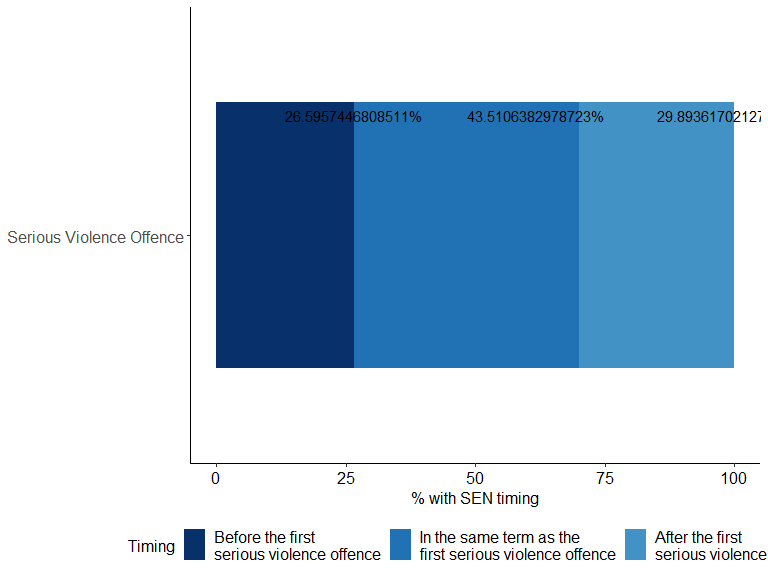 26.5957446808511% 43.5106382978723% 29.89361702127
Serious Violence Offence
0 25 50 75 100
% with SEN timing
Timing
Before the first
serious violence offence
In the same term as the
first serious violence offence
After the first
serious violence